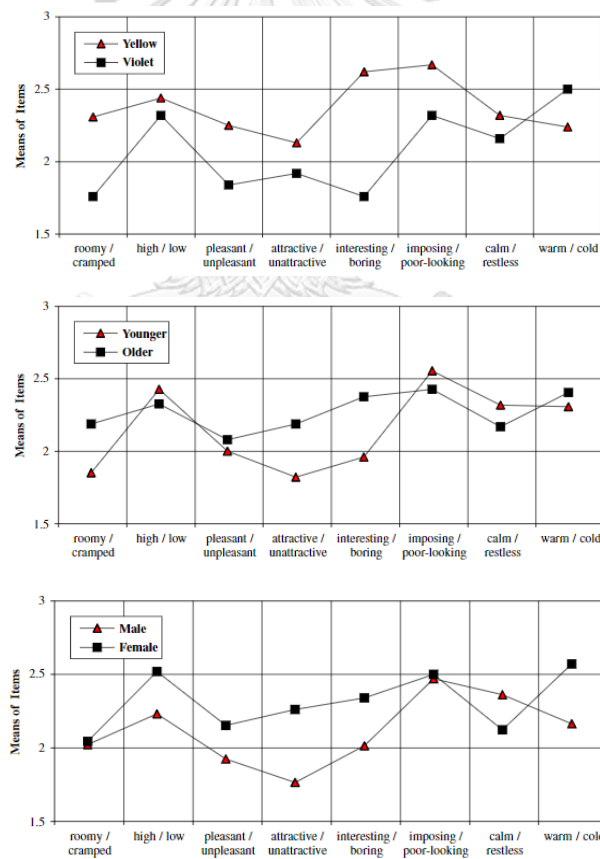 3
Yellow
Violet
2.5
Means of Items
2
1.5
roomy / high / low pleasant / attractive / interesting / imposing / calm / warm / cold
cramped unpleasant unattractive boring poor-looking restless
3
Younger
Older
2.5
Means of Items
2
1.5
roomy / high / low pleasant / attractive / interesting / imposing / calm / warm / cold
cramped unpleasant unattractive boring poor-looking restless
3
Male
Female
2.5
Means of Items
2
1.5
roomy / high / low pleasant / attractive / interesting / imposing / calm / warm / cold
cramped unpleasant unattractive boring poor-looking restless